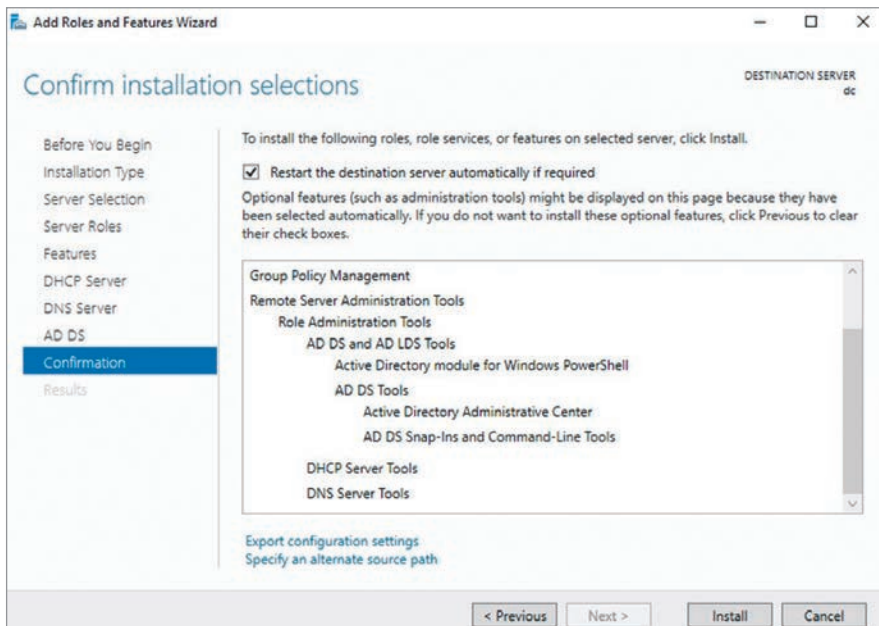 Add Roles and Features Wizard
Confirm installation selections
DESTINATION SERVER
dc
Before You Begin
Installation Type
Server Selection
Server Roles
Features
DHCP Server
DNS Server
AD DS
Confirmation
Results
To install the following roles, role services, or features on selected server, click Install.
Restart the destination server automatically if required
Optional features (such as administration tools) might be displayed on this page because they have
been selected automatically. If you do not want to install these optional features, click Previous to clear
their check boxes.
Group Policy Management
Remote Server Administration Tools
Role Administration Tools
AD DS and AD LDS Tools
Active Directory module for Windows PowerShell
AD DS Tools
Active Directory Administrative Center
AD DS Snap-Ins and Command-Line Tools
DHCP Server Tools
DNS Server Tools
Export configuration settings
Specify an alternate source path
< Previous
Next >
Install
Cancel